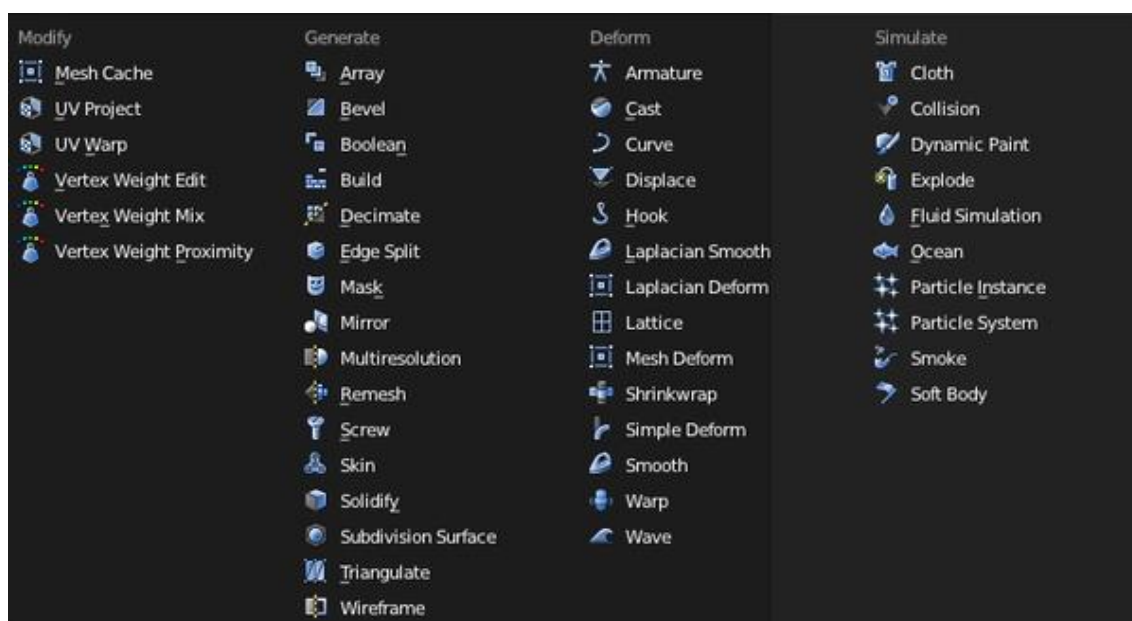 Modify
Mesh Cache
UV Project
UV Warp
Vertex Weight Edit
Vertex Weight Mix
Vertex Weight Proximity
Generate
Array
Bevel
Boolean
Build
Decimate
Edge Split
Mask
Mirror
Multiresolution
Remesh
Screw
Skin
Solidify
Subdivision Surface
Triangulate
Wireframe
Deform
Armature
Cast
Curve
Displace
Hook
Laplacian Smooth
Laplacian Deform
Lattice
Mesh Deform
Shrinkwrap
Simple Deform
Smooth
Warp
Wave
Simulate
Cloth
Collision
Dynamic Paint
Explode
Fluid Simulation
Ocean
Particle Instance
Particle System
Smoke
Soft Body